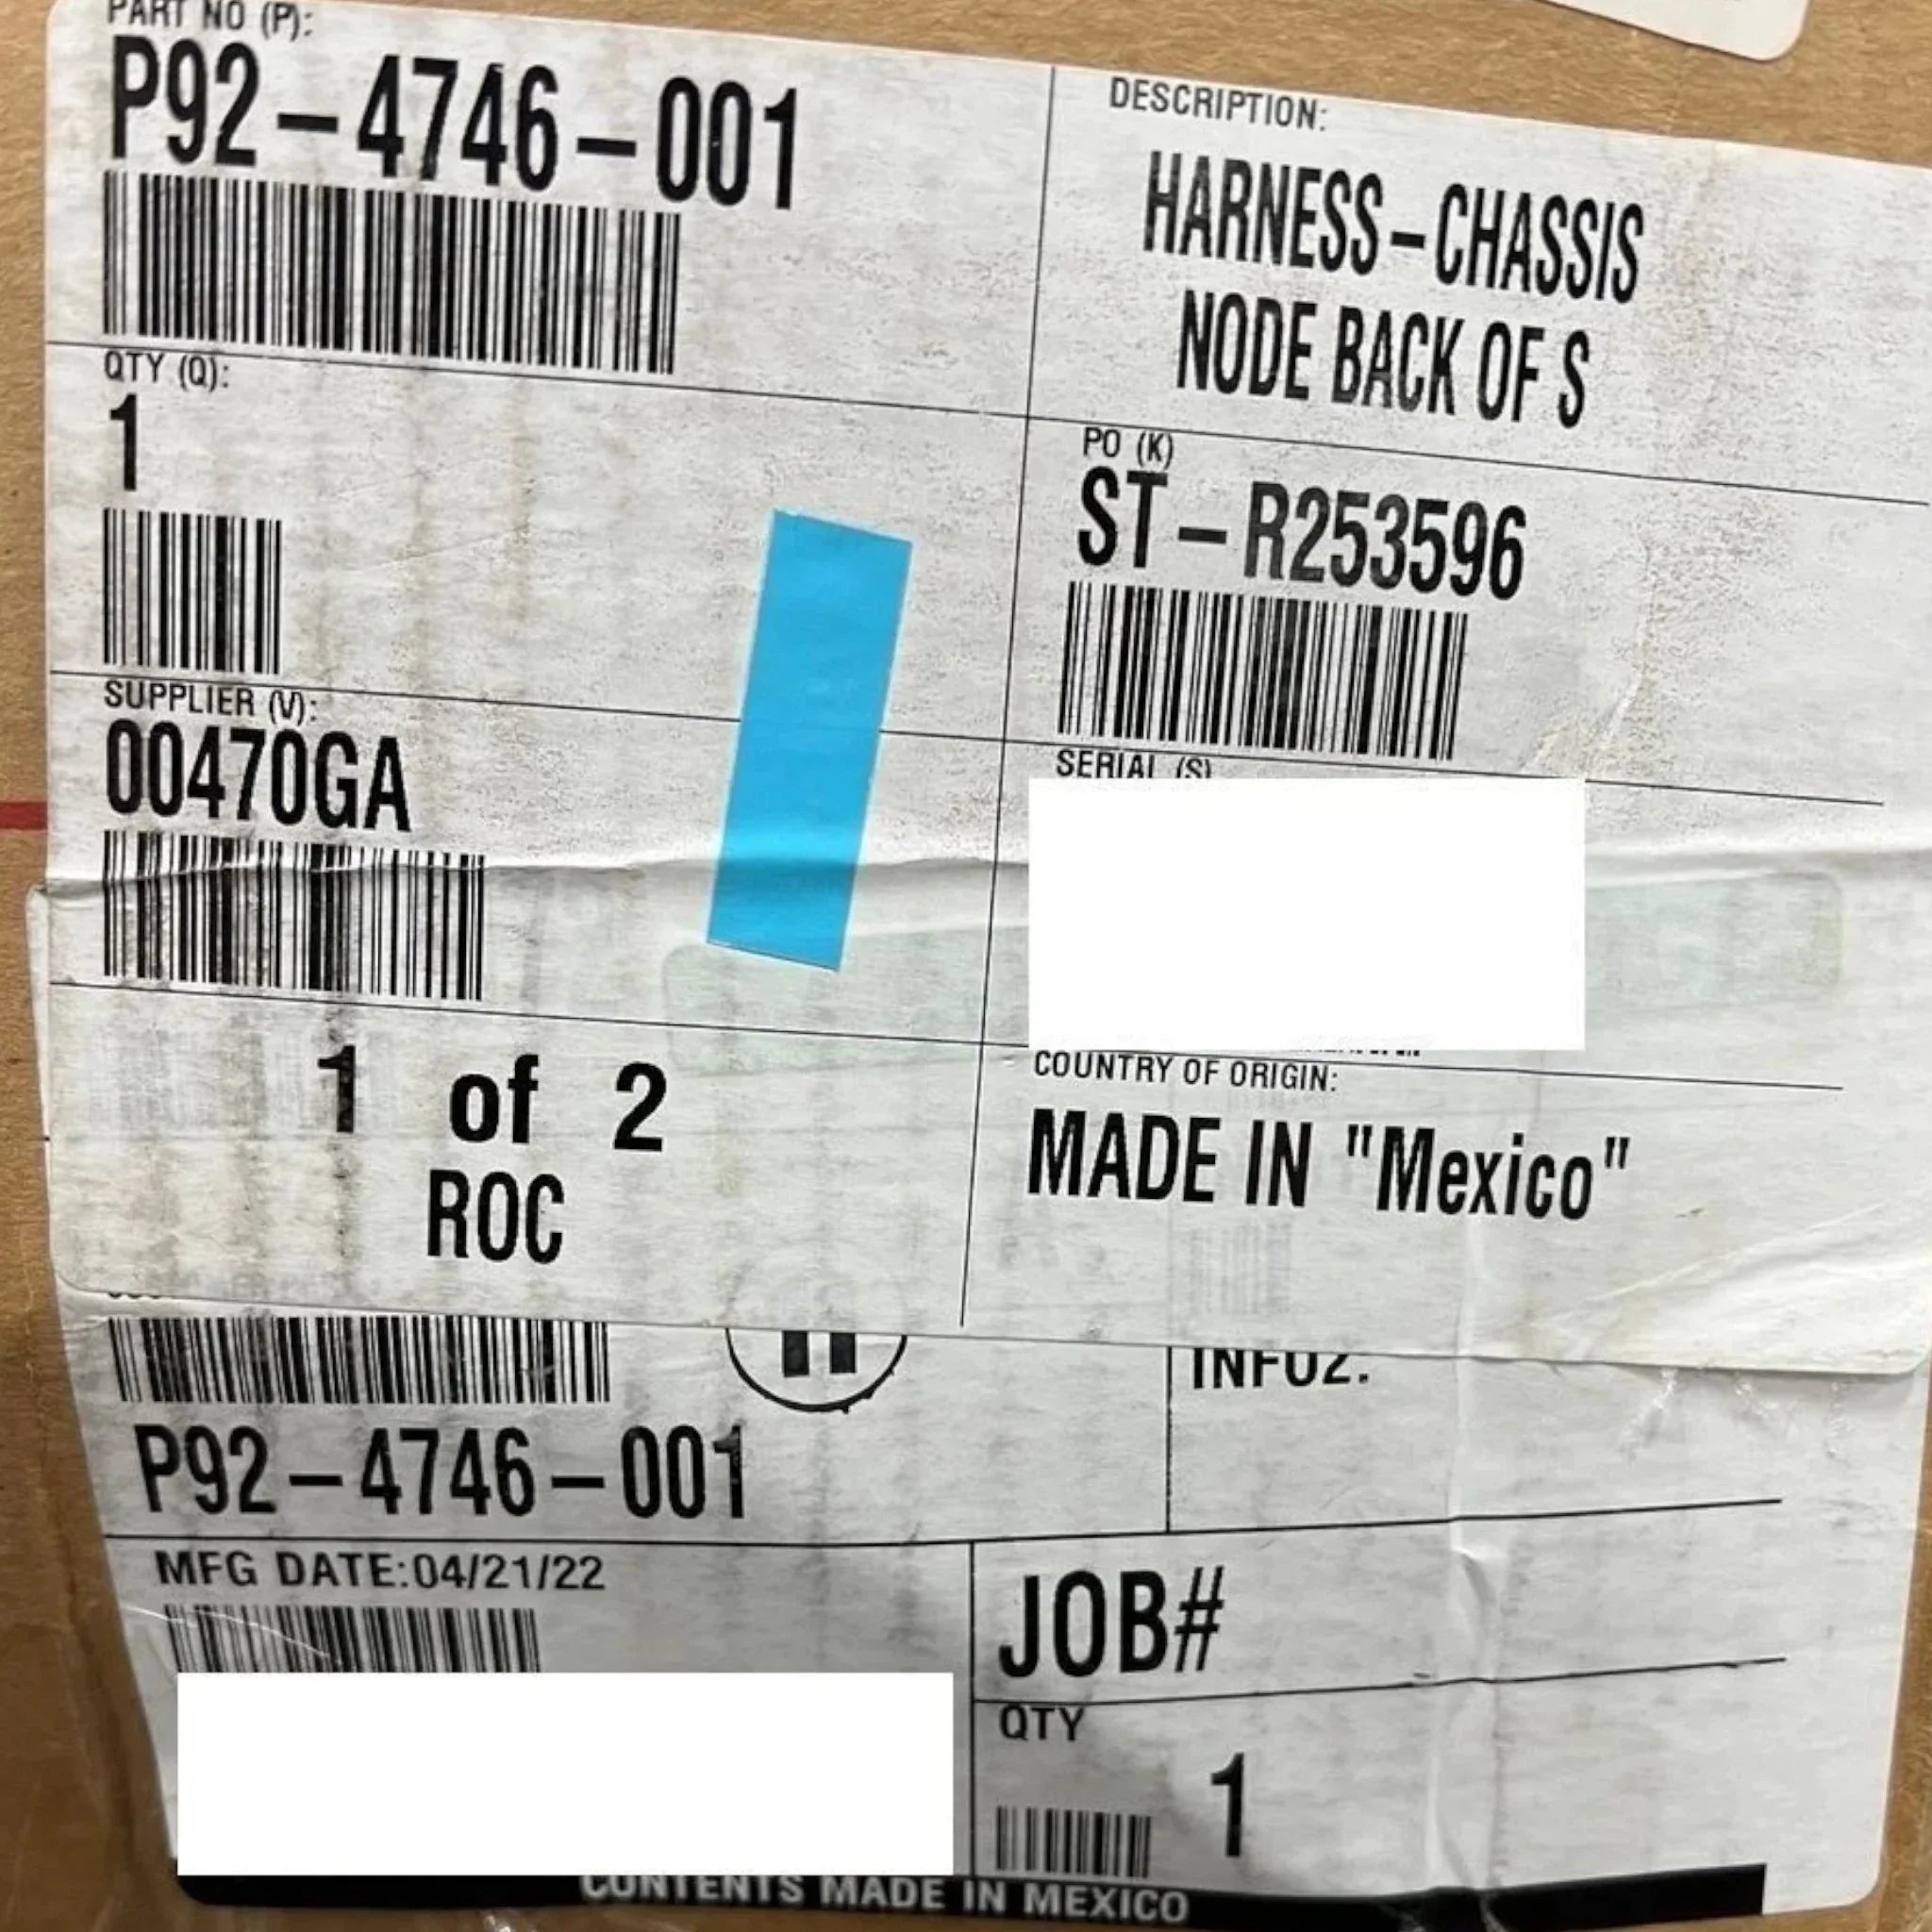 PART NO (P):
P92-4746-001
DESCRIPTION:
HARNESS-CHASSIS
NODE BACK OF S
QTY (Q):
1
PO (K)
ST-R253596
SUPPLIER (V):
00470GA
SERIAL (S)
1 of 2
ROC
COUNTRY OF ORIGIN:
MADE IN "Mexico"
INFO2:
P92-4746-001
MFG DATE:04/21/22
JOB#
QTY
1
CONTENTS MADE IN MEXICO